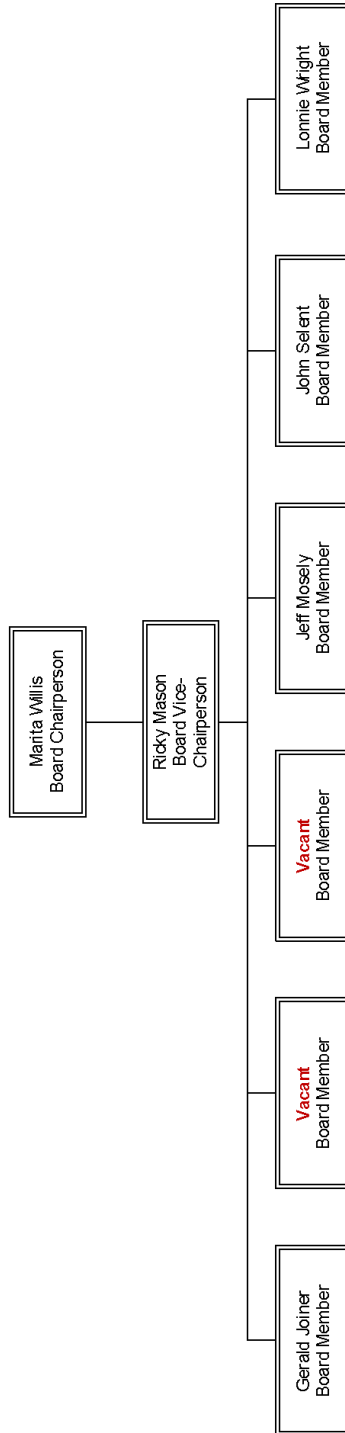 Marita Willis
Board Chairperson
Ricky Mason
Board Vice-
Chairperson
Gerald Joiner
Board Member
Vacant
Board Member
Vacant
Board Member
Jeff Mosely
Board Member
John Selent
Board Member
Lonnie Wright
Board Member